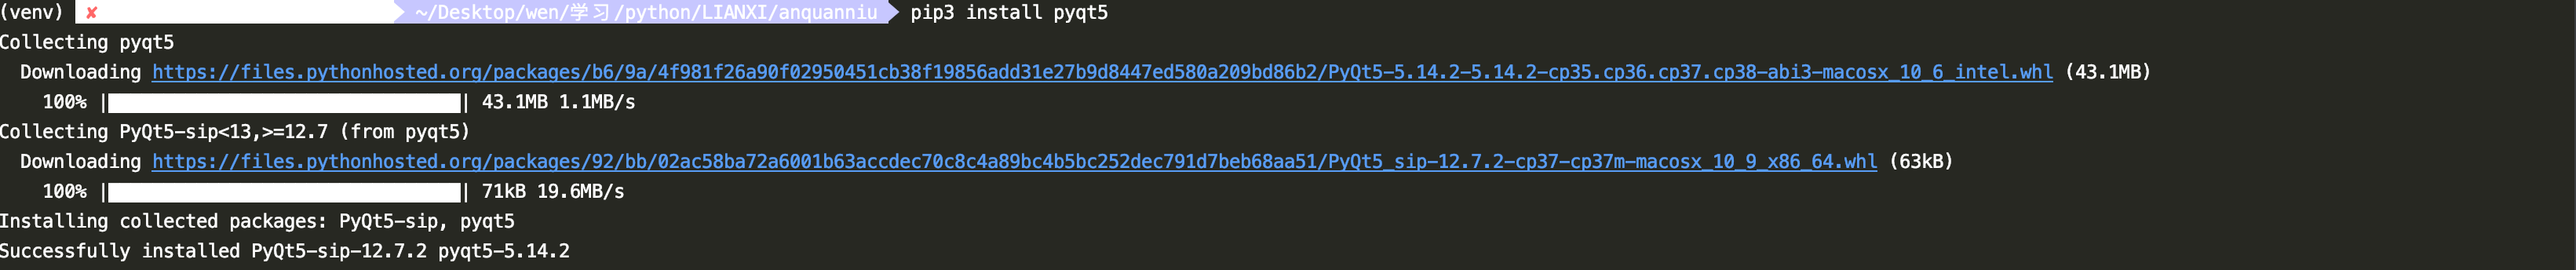 (venv) ✘ ~/Desktop/wen/学习/python/LIANXI/anquanniu pip3 install pyqt5
Collecting pyqt5
Downloading https://files.pythonhosted.org/packages/b6/9a/4f981f26a90f02950451cb38f19856add31e27b9d8447ed580a209bd86b2/PyQt5-5.14.2-5.14.2-cp35.cp36.cp37.cp38-abi3-macosx_10_6_intel.whl (43.1MB)
100% || 43.1MB 1.1MB/s
Collecting PyQt5-sip<13,>=12.7 (from pyqt5)
Downloading https://files.pythonhosted.org/packages/92/bb/02ac58ba72a6001b63accdec70c8c4a89bc4b5bc252dec791d7beb68aa51/PyQt5_sip-12.7.2-cp37-cp37m-macosx_10_9_x86_64.whl (63kB)
100% || 71kB 19.6MB/s
Installing collected packages: PyQt5-sip, pyqt5
Successfully installed PyQt5-sip-12.7.2 pyqt5-5.14.2